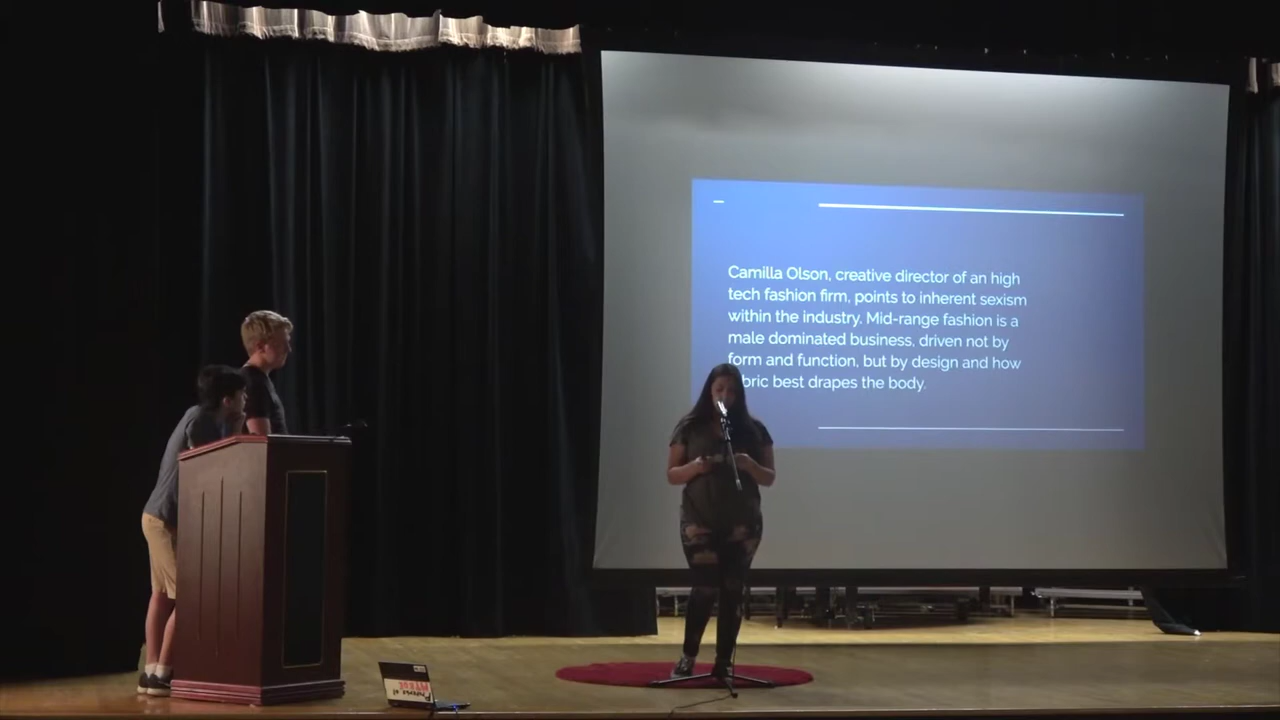 Camilla Olson, creative director of an high
tech fashion firm, points to inherent sexism
within the industry. Mid-range fashion is a
male dominated business, driven not by
form and function, but by design and how
best drapes the body.